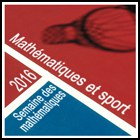 Mathématiques et sport
2016
Semaine des
mathématiques